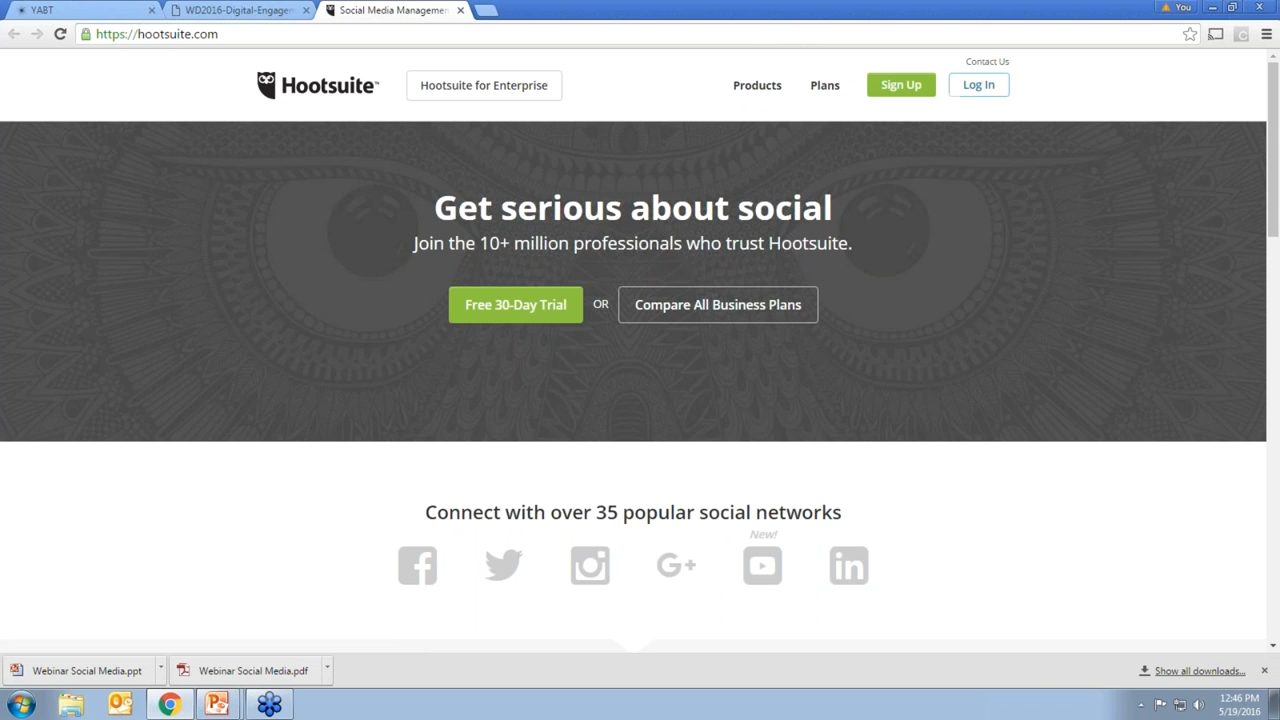 YABT
WD2016-Digital-Engagem
Social Media Managemen
You
https://hootsuite.com
Contact Us
Hootsuite™
Hootsuite for Enterprise
Products
Plans
Sign Up
Log In
Get serious about social
Join the 10+ million professionals who trust Hootsuite.
Free 30-Day Trial
OR
Compare All Business Plans
Connect with over 35 popular social networks
New!
Webinar Social Media.ppt
Webinar Social Media.pdf
Show all downloads...
12:46 PM
5/19/2016